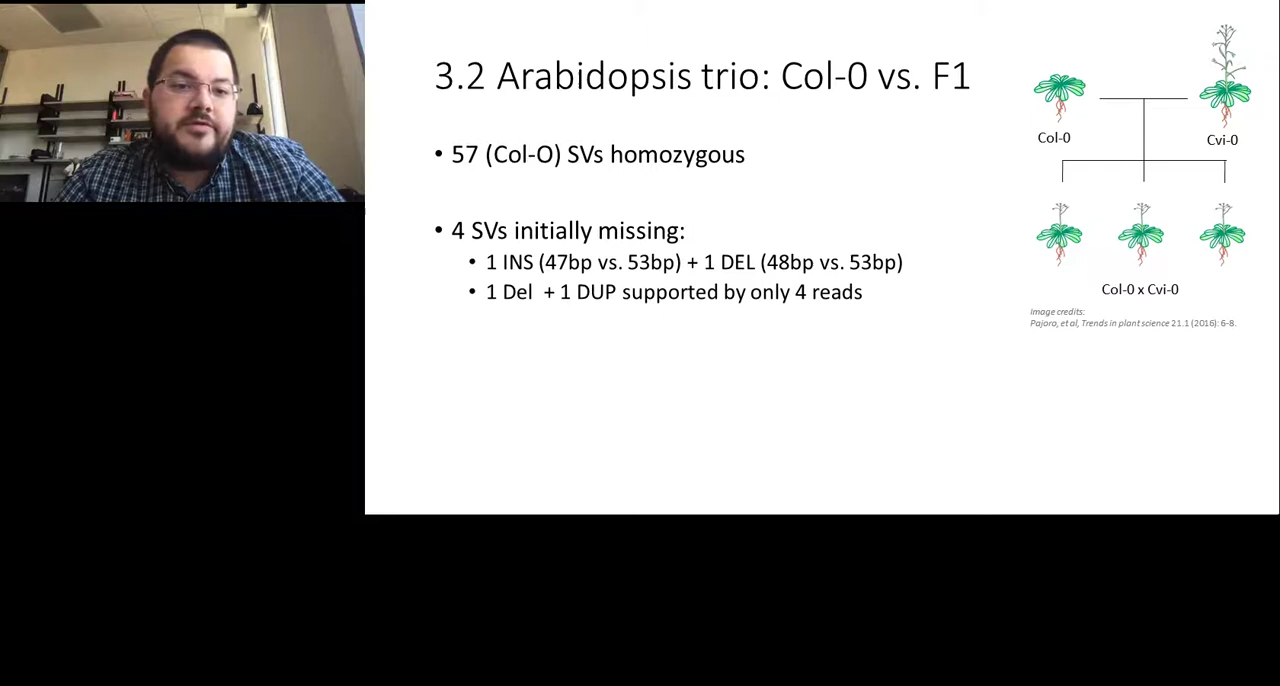 3.2 Arabidopsis trio: Col-0 vs. F1
• 57 (Col-O) SVs homozygous
• 4 SVs initially missing:
• 1 INS (47bp vs. 53bp) + 1 DEL (48bp vs. 53bp)
• 1 Del + 1 DUP supported by only 4 reads
Col-0
Cvi-0
Col-0 x Cvi-0
Image credits:
Pajoro, et al, Trends in plant science 21.1 (2016): 6-8.